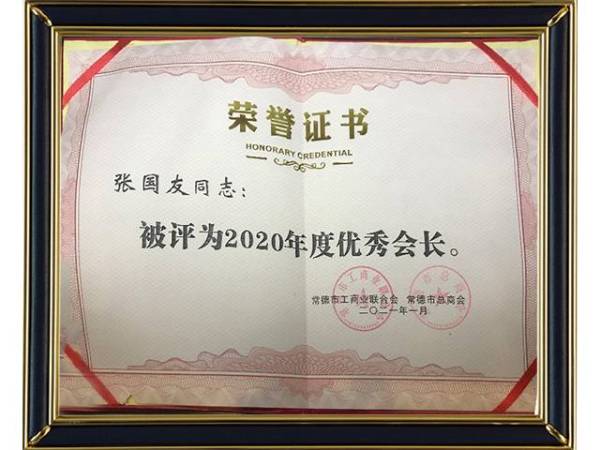 荣誉证书
HONORARY CREDENTIAL
张国友同志：
被评为2020年度优秀会长。
常德市工商业联合会 常德市总商会
二〇二一年一月